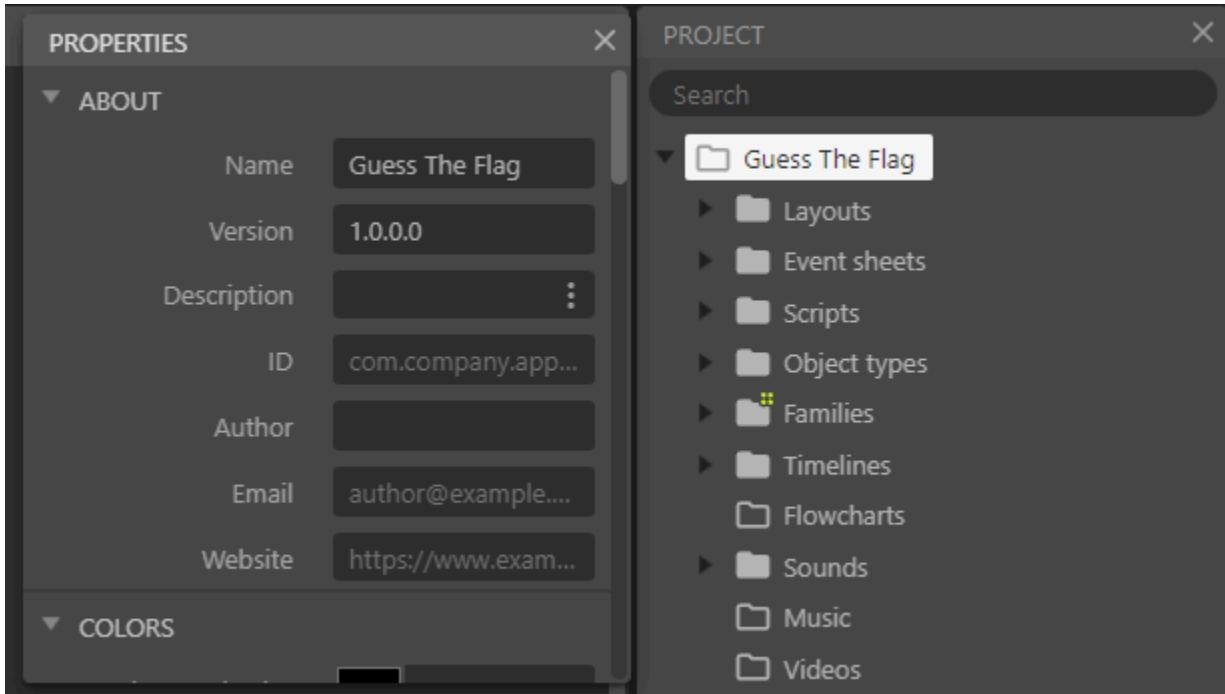 PROPERTIES
ABOUT
Name Guess The Flag
Version 1.0.0.0
Description
ID com.company.app...
Author
Email author@example....
Website https://www.exam...
COLORS
PROJECT
Search
Guess The Flag
Layouts
Event sheets
Scripts
Object types
Families
Timelines
Flowcharts
Sounds
Music
Videos